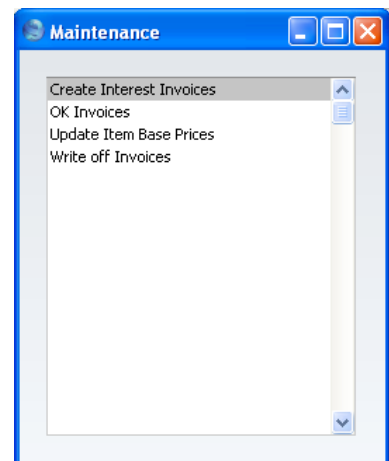 Maintenance
Create Interest Invoices
OK Invoices
Update Item Base Prices
Write off Invoices